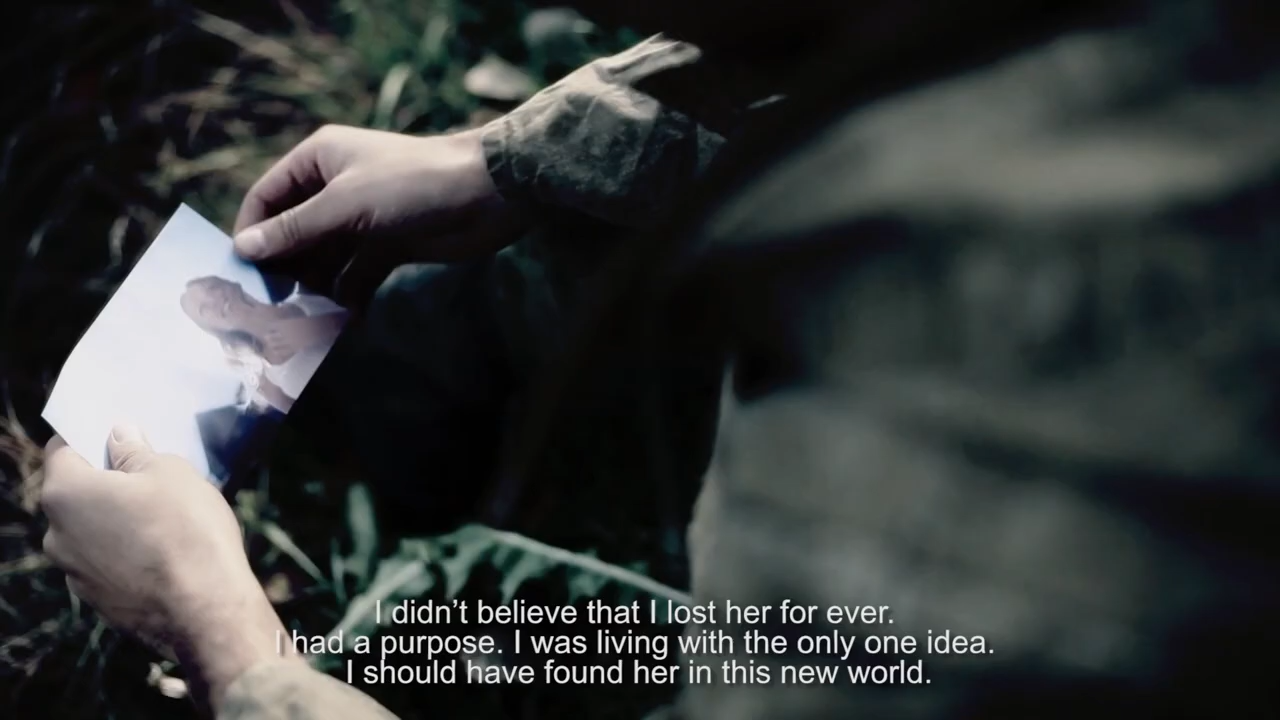 I didn’t believe that I lost her for ever.
I had a purpose. I was living with the only one idea.
I should have found her in this new world.